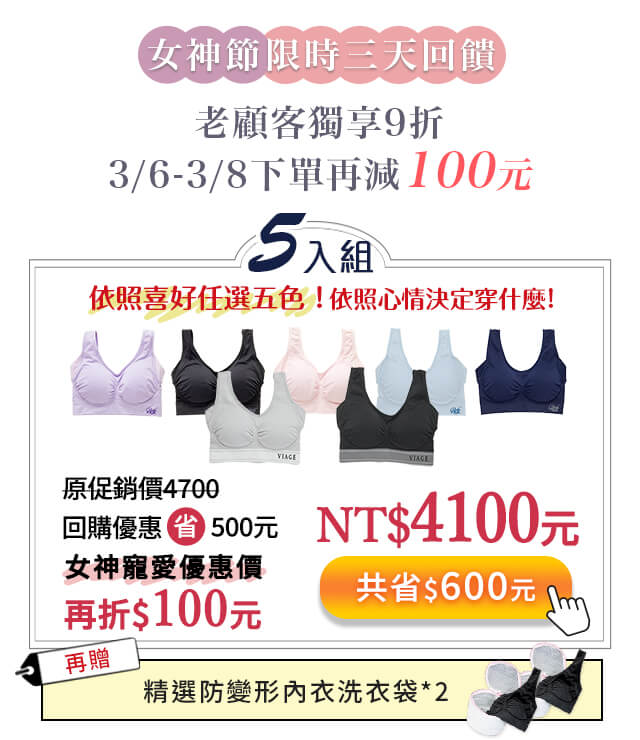 女神節限時三天回饋
老顧客獨享9折
3/6-3/8下單再減100元
5入組
依照喜好任選五色！依照心情決定穿什麼!
VIAGE
VIAGE
原促銷價4700
回購優惠 省 500元
女神寵愛優惠價
再折$100元
NT$4100元
共省$600元
再贈
精選防變形內衣洗衣袋*2